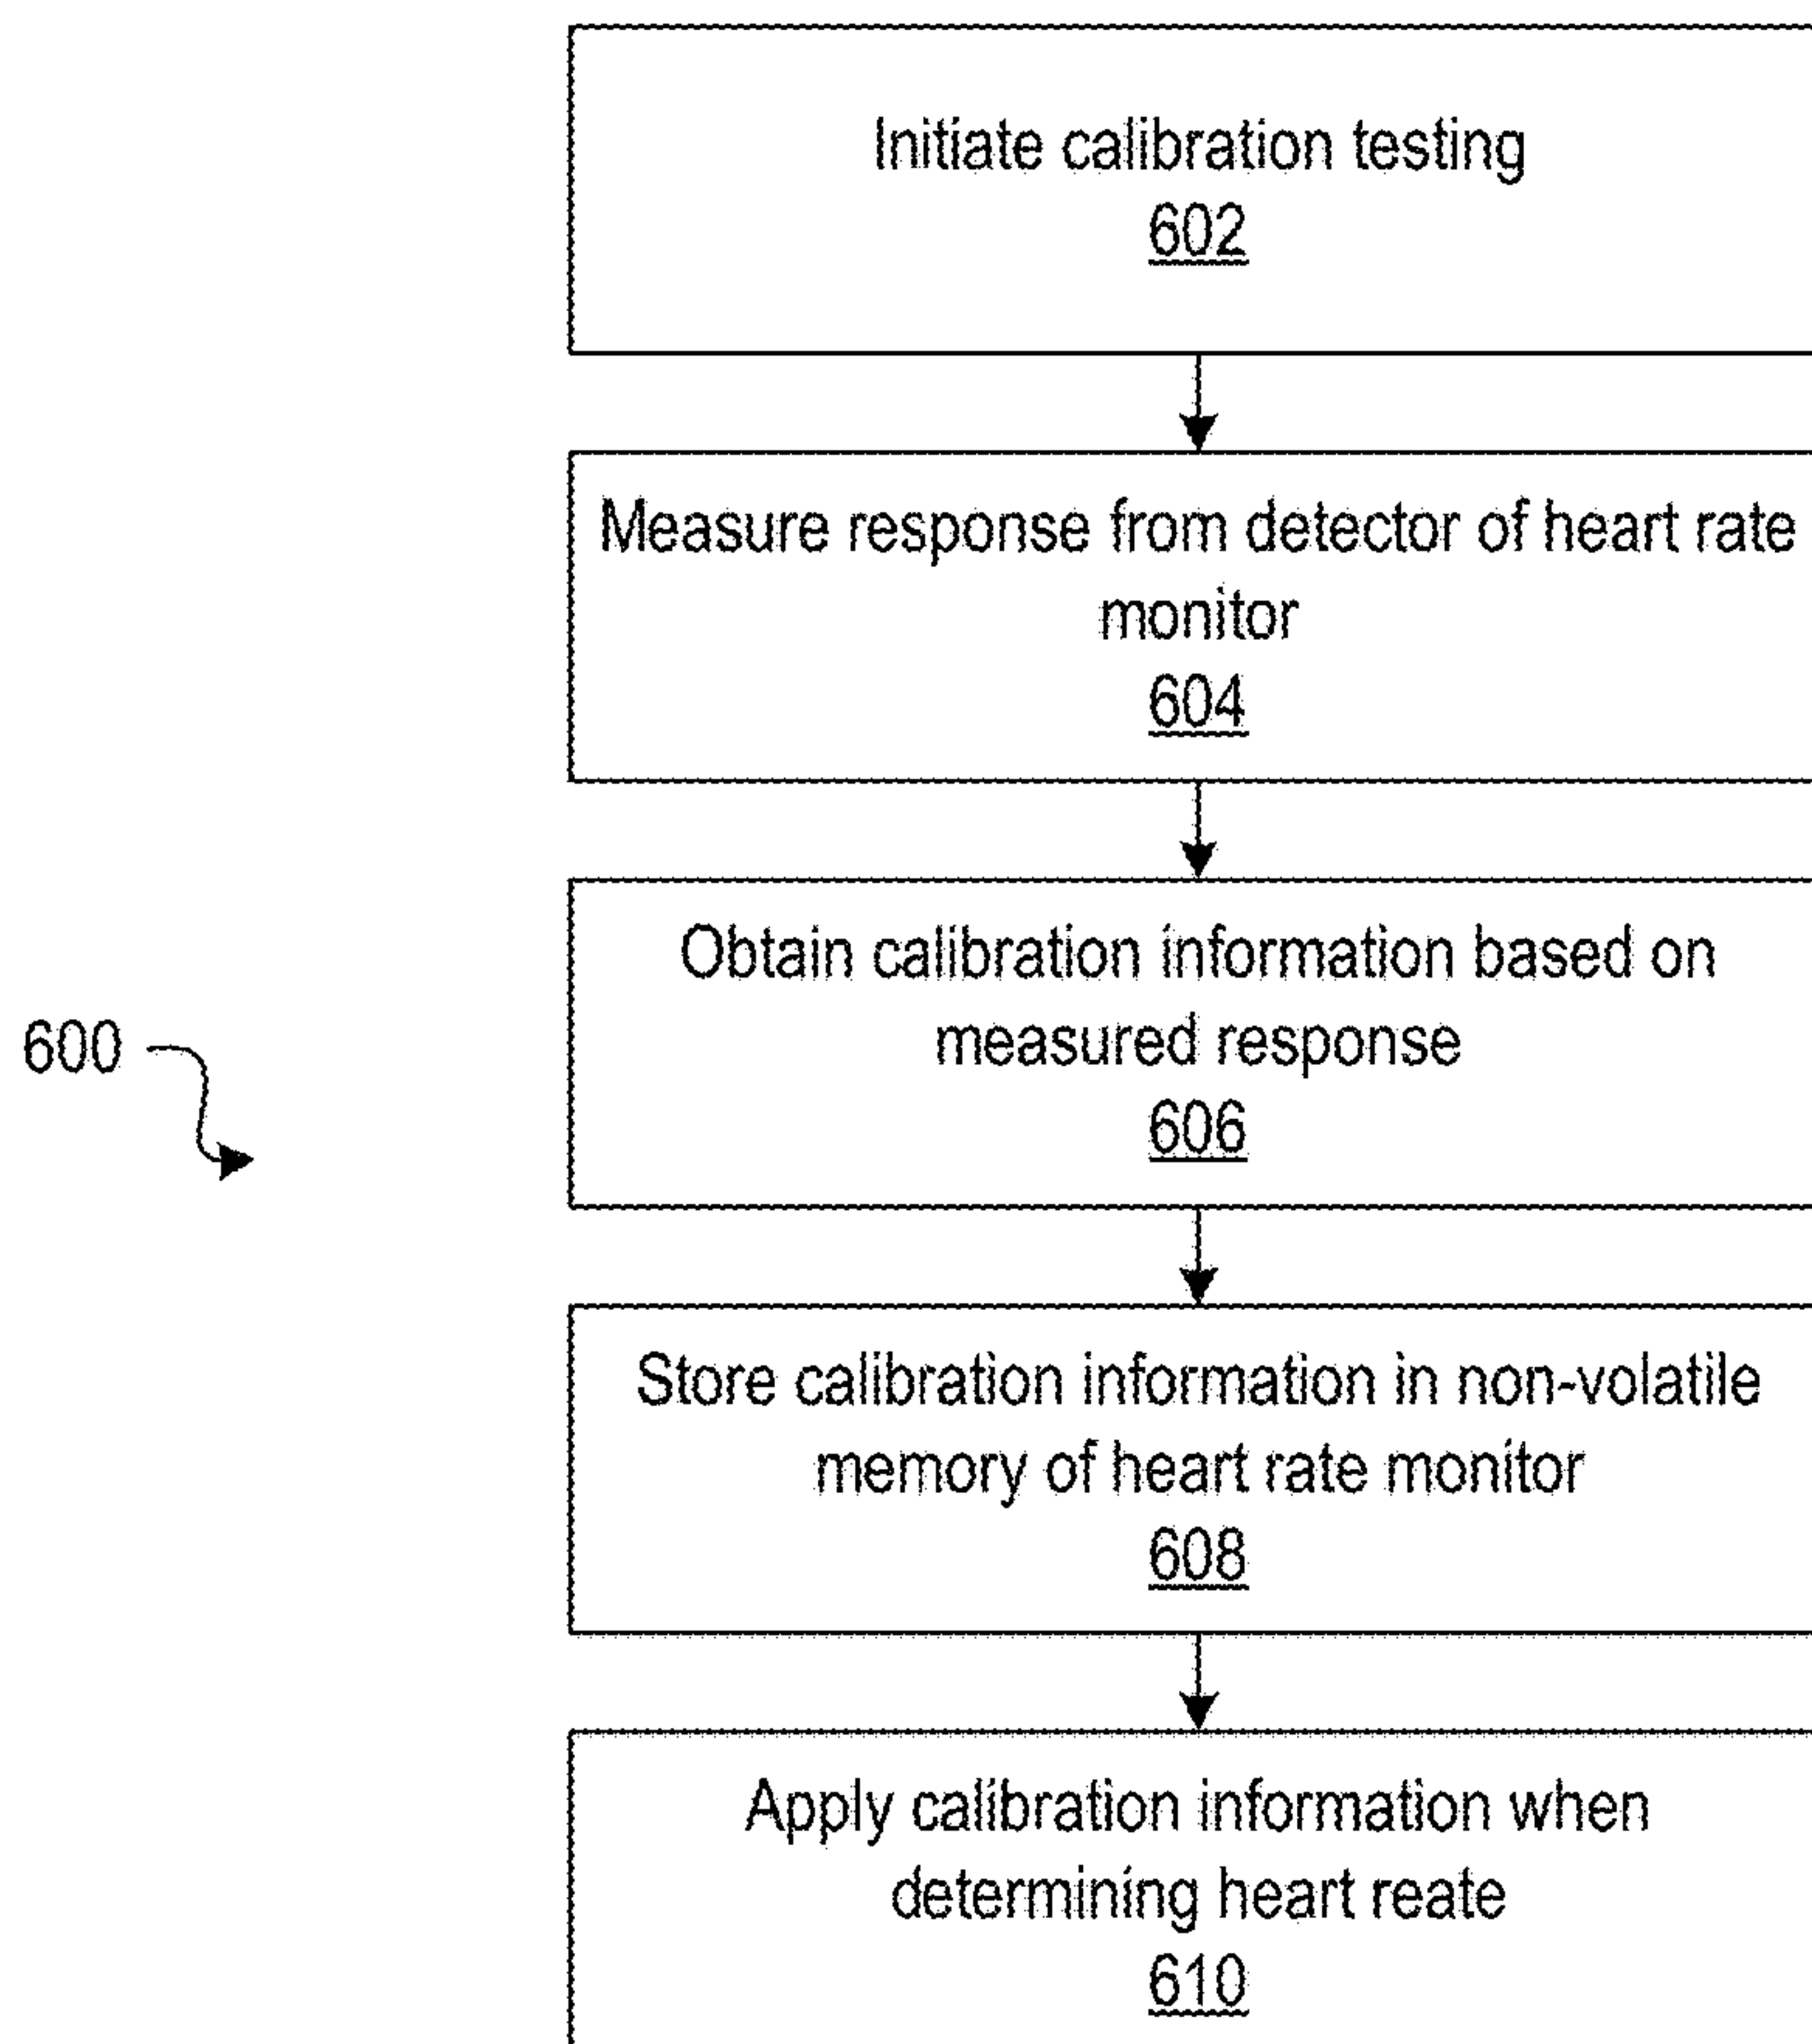 Initiate calibration testing
602
Measure response from detector of heart rate
monitor
604
Obtain calibration information based on
measured response
606
600
Store calibration information in non-volatile
memory of heart rate monitor
608
Apply calibration information when
determining heart reate
610